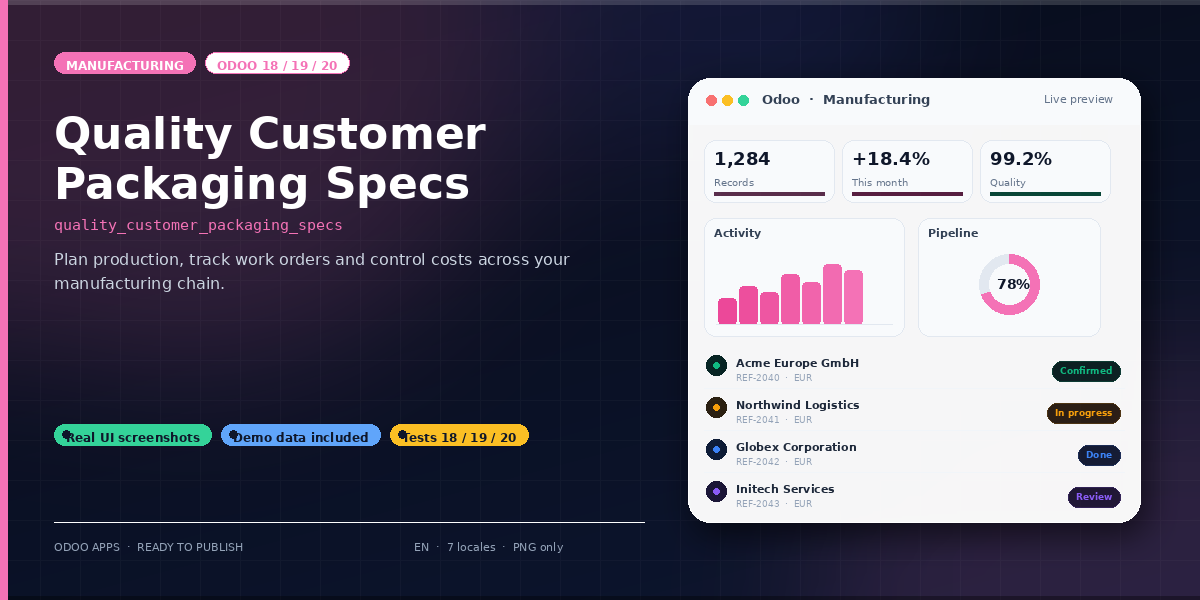 MANUFACTURING
ODOO 18 / 19 / 20
Quality Customer
Packaging Specs
quality_customer_packaging_specs
Plan production, track work orders and control costs across your
manufacturing chain.
Real UI screenshots
Demo data included
Tests 18 / 19 / 20
ODOO APPS · READY TO PUBLISH
EN · 7 locales · PNG only
Odoo · Manufacturing
Live preview
1,284
Records
+18.4%
This month
99.2%
Quality
Activity
Pipeline
78%
Acme Europe GmbH
REF-2040 · EUR
Confirmed
Northwind Logistics
REF-2041 · EUR
In progress
Globex Corporation
REF-2042 · EUR
Done
Initech Services
REF-2043 · EUR
Review